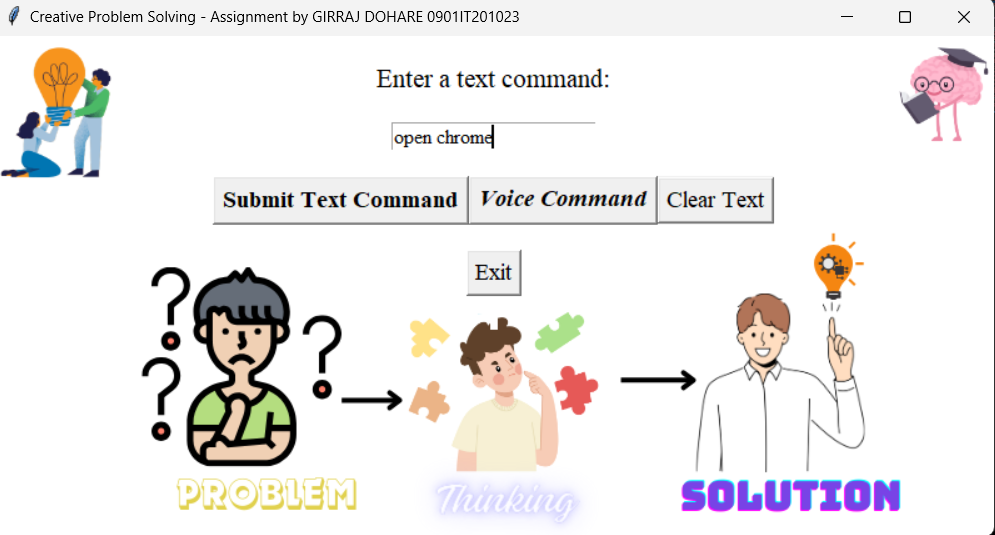 Creative Problem Solving - Assignment by GIRRAJ DOHARE 0901IT201023
Enter a text command:
open chrome
Submit Text Command Voice Command Clear Text
Exit
? ? ?
PROBLEM Thinking SOLUTION